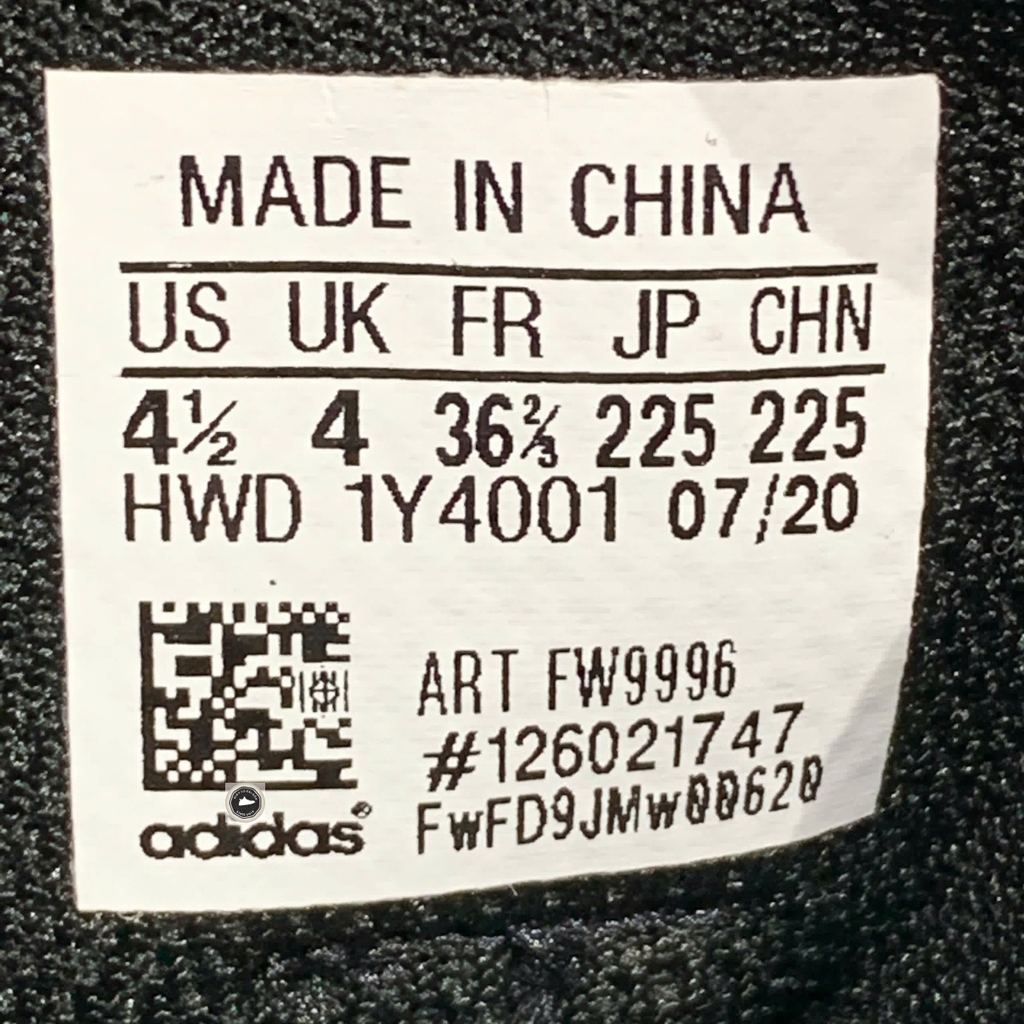 MADE IN CHINA
US UK FR JP CHN
4½ 4 36⅔ 225 225
HWD 1Y4001 07/20
ART FW9996
#126021747
FwFD9JMw00620
adidas®